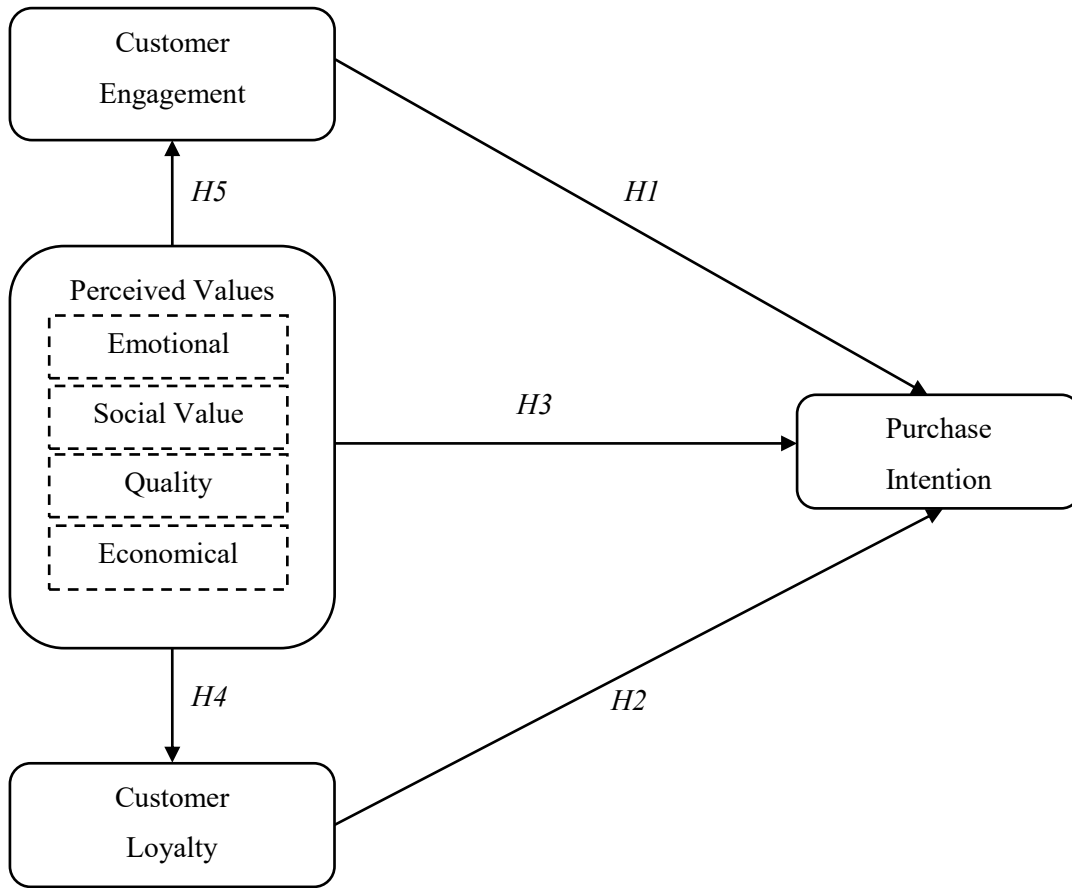 Customer
Engagement
H5
H1
Perceived Values
Emotional
Social Value
Quality
Economical
H3
Purchase
Intention
H4
H2
Customer
Loyalty